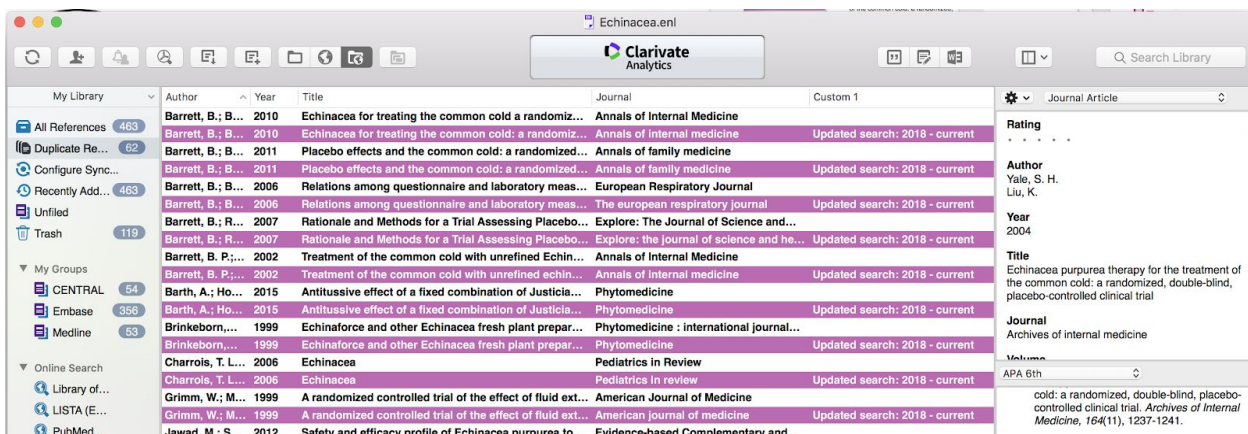 Echinacea.enl
Clarivate
Analytics
Search Library
My Library
All References 463
Duplicate Re... 62
Configure Sync...
Recently Add... 463
Unfiled
Trash 119
My Groups
CENTRAL 54
Embase 356
Medline 53
Online Search
Library of...
LISTA (E...
PubMed
Author Year Title Journal Custom 1
Barrett, B.; B... 2010 Echinacea for treating the common cold a randomiz... Annals of Internal Medicine
Barrett, B.; B... 2010 Echinacea for treating the common cold: a randomiz... Annals of internal medicine Updated search: 2018 - current
Barrett, B.; B... 2011 Placebo effects and the common cold: a randomized... Annals of family medicine
Barrett, B.; B... 2011 Placebo effects and the common cold: a randomized... Annals of family medicine Updated search: 2018 - current
Barrett, B.; B... 2006 Relations among questionnaire and laboratory meas... European Respiratory Journal
Barrett, B.; B... 2006 Relations among questionnaire and laboratory meas... The european respiratory journal Updated search: 2018 - current
Barrett, B.; R... 2007 Rationale and Methods for a Trial Assessing Placebo... Explore: The Journal of Science and...
Barrett, B.; R... 2007 Rationale and Methods for a Trial Assessing Placebo... Explore: the journal of science and he... Updated search: 2018 - current
Barrett, B. P.;... 2002 Treatment of the common cold with unrefined Echin... Annals of Internal Medicine
Barrett, B. P.;... 2002 Treatment of the common cold with unrefined echin... Annals of internal medicine Updated search: 2018 - current
Barth, A.; Ho... 2015 Antitussive effect of a fixed combination of Justicia... Phytomedicine
Barth, A.; Ho... 2015 Antitussive effect of a fixed combination of Justicia... Phytomedicine Updated search: 2018 - current
Brinkeborn,... 1999 Echinaforce and other Echinacea fresh plant prepar... Phytomedicine : international journal...
Brinkeborn,... 1999 Echinaforce and other Echinacea fresh plant prepar... Phytomedicine Updated search: 2018 - current
Charrois, T. L... 2006 Echinacea Pediatrics in Review
Charrois, T. L... 2006 Echinacea Pediatrics in review Updated search: 2018 - current
Grimm, W.; M... 1999 A randomized controlled trial of the effect of fluid ext... American Journal of Medicine
Grimm, W.; M... 1999 A randomized controlled trial of the effect of fluid ext... American journal of medicine Updated search: 2018 - current
Jawad, M.; S... 2012 Safety and efficacy profile of Echinacea purpurea to... Evidence-based Complementary and...
Journal Article
Rating
Author
Yale, S. H.
Liu, K.
Year
2004
Title
Echinacea purpurea therapy for the treatment of
the common cold: a randomized, double-blind,
placebo-controlled clinical trial
Journal
Archives of internal medicine
Volume
APA 6th
cold: a randomized, double-blind, placebo-
controlled clinical trial. Archives of Internal
Medicine, 164(11), 1237-1241.